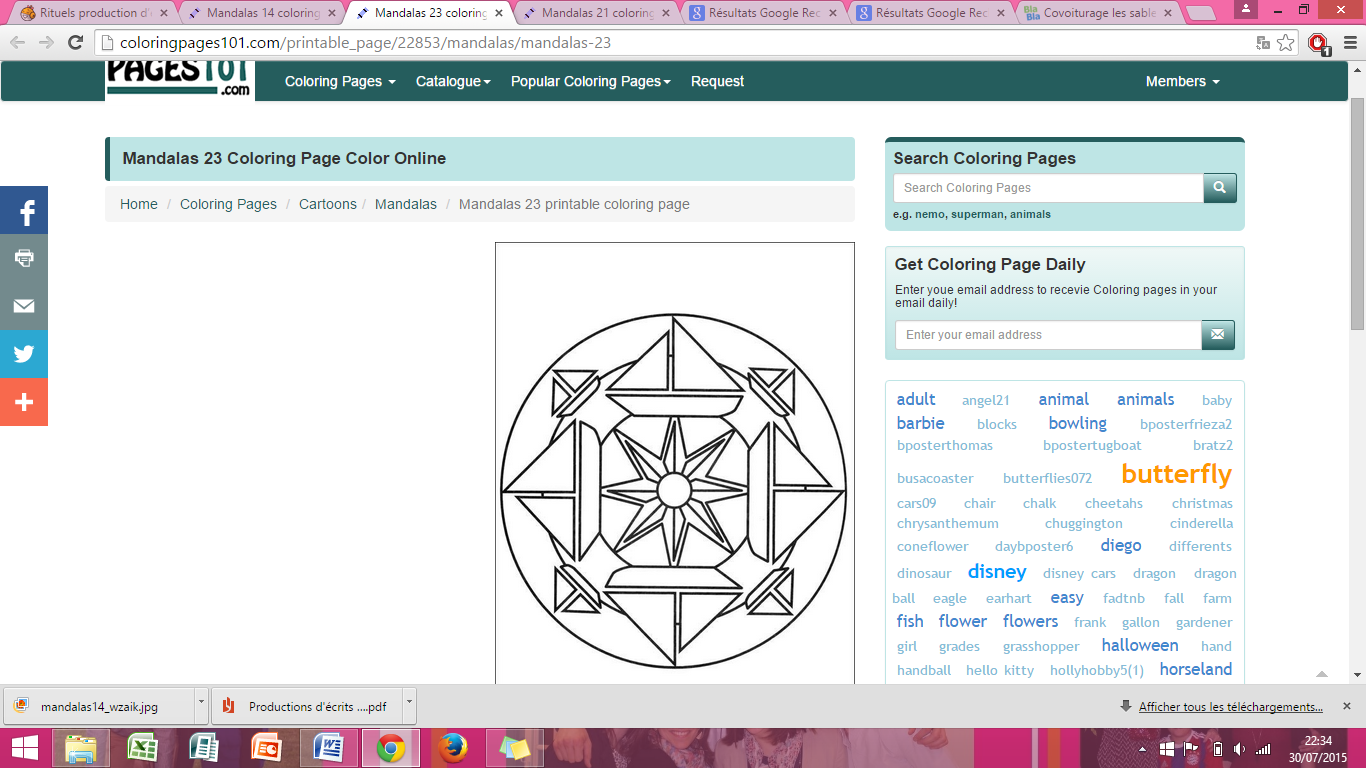 Rituels production d'
Mandalas 14 coloring
Mandalas 23 coloring
Mandalas 21 coloring
Résultats Google Rec
Résultats Google Rec
Covoiturage les sable
coloringpages101.com/printable_page/22853/mandalas/mandalas-23
1
PAGES101
.com
Coloring Pages
Catalogue
Popular Coloring Pages
Request
Members
Mandalas 23 Coloring Page Color Online
Home / Coloring Pages / Cartoons / Mandalas / Mandalas 23 printable coloring page
Search Coloring Pages
Search Coloring Pages
e.g. nemo, superman, animals
Get Coloring Page Daily
Enter youe email address to recevie Coloring pages in your
email daily!
Enter your email address
adult angel21 animal animals baby
barbie blocks bowling bposterfrieza2
bposterthomas bpostertugboat bratz2
busacoaster butterflies072 butterfly
cars09 chair chalk cheetahs christmas
chrysanthemum chuggington cinderella
coneflower daybposter6 diego differents
dinosaur disney disney cars dragon dragon
ball eagle earhart easy fadtnb fall farm
fish flower flowers frank gallon gardener
girl grades grasshopper halloween hand
handball hello kitty hollyhobby5(1) horseland
mandalas14_wzaik.jpg
Productions d'écrits ....pdf
Afficher tous les téléchargements...
22:34
30/07/2015